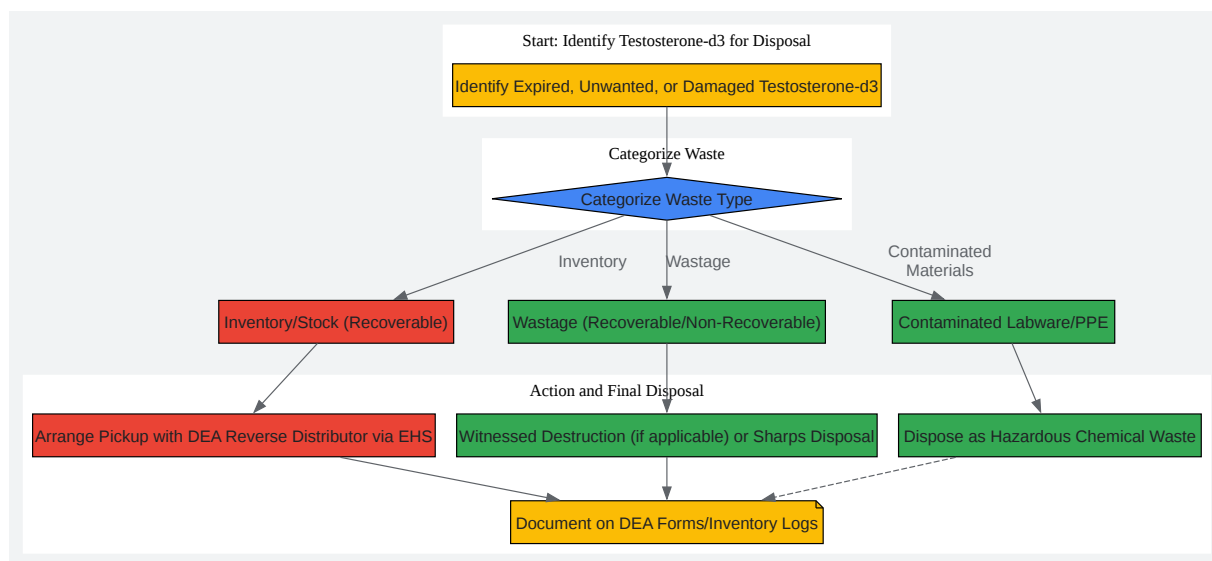 Start: Identify Testosterone-d3 for Disposal
Identify Expired, Unwanted, or Damaged Testosterone-d3
Categorize Waste
Categorize Waste Type
Inventory
Wastage
Contaminated
Materials
Inventory/Stock (Recoverable)
Wastage (Recoverable/Non-Recoverable)
Contaminated Labware/PPE
Action and Final Disposal
Arrange Pickup with DEA Reverse Distributor via EHS
Witnessed Destruction (if applicable) or Sharps Disposal
Dispose as Hazardous Chemical Waste
Document on DEA Forms/Inventory Logs